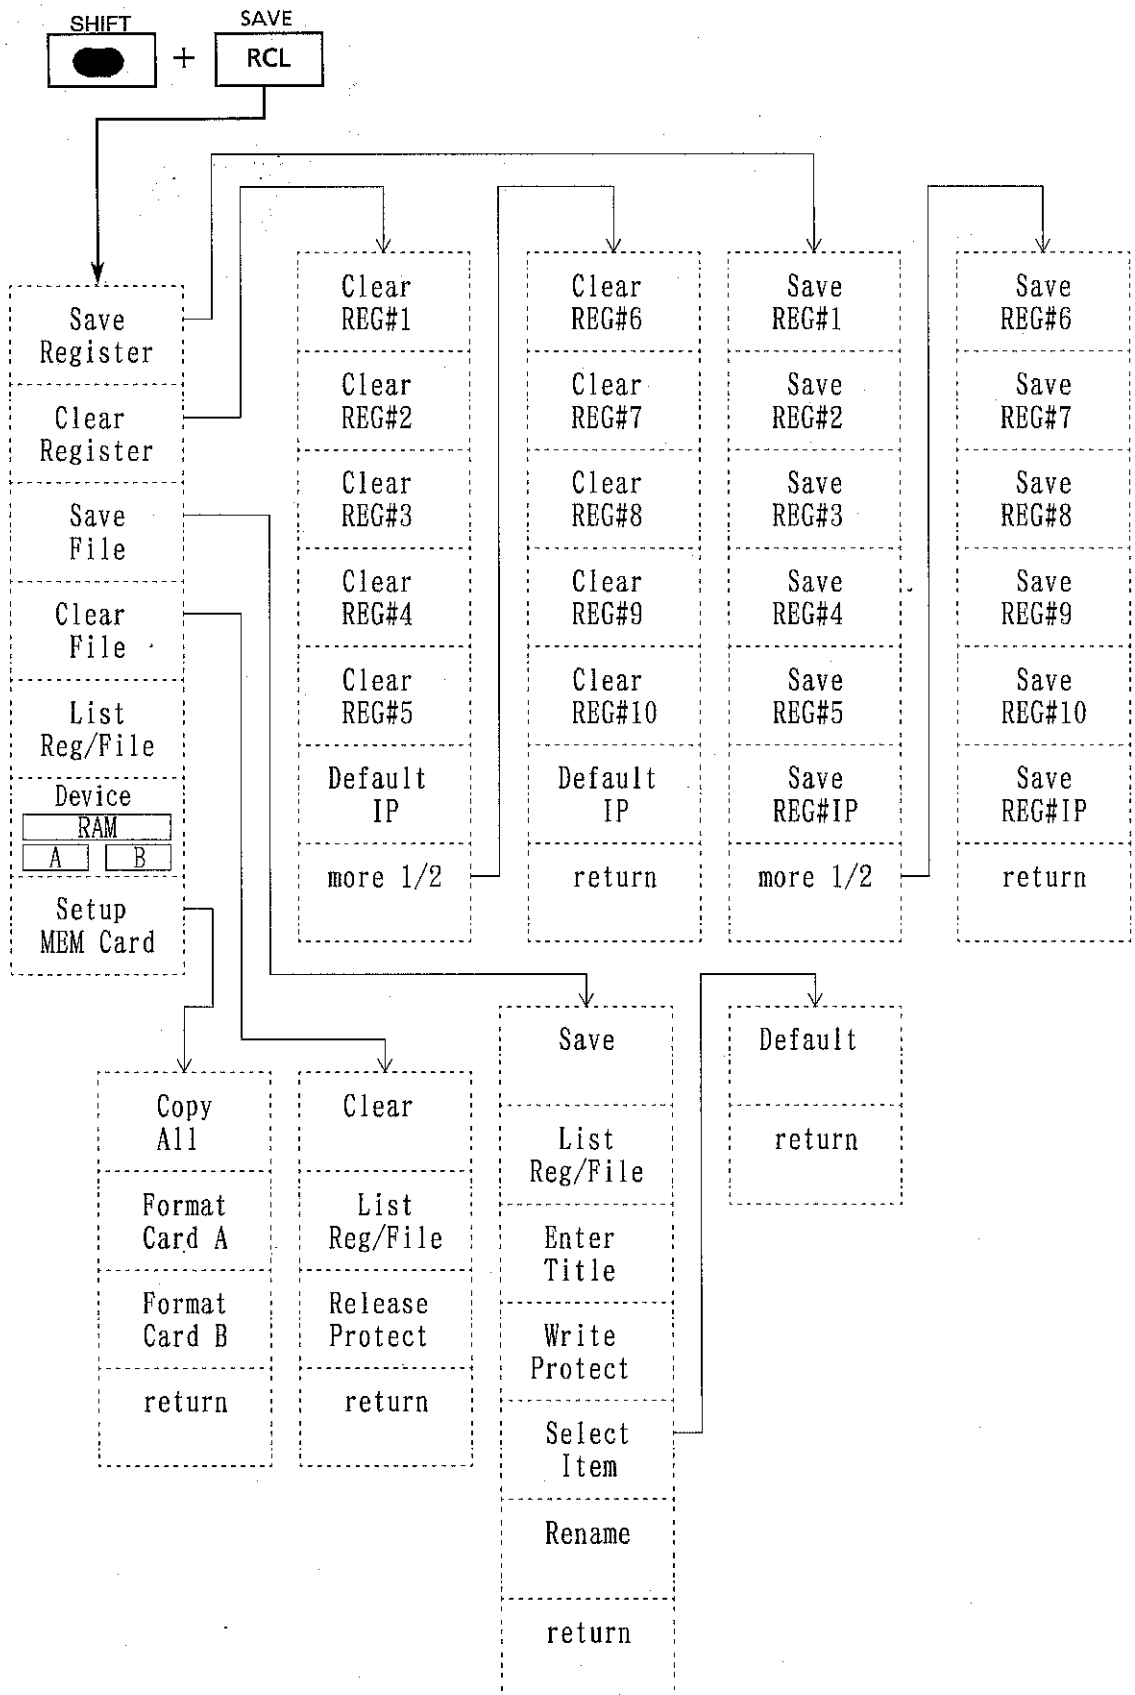 SHIFT
SAVE
+
RCL
Save
Register
Clear
Register
Save
File
Clear
File
List
Reg/File
Device
RAM
A B
Setup
MEM Card
Clear
REG#1
Clear
REG#2
Clear
REG#3
Clear
REG#4
Clear
REG#5
Default
IP
more 1/2
Clear
REG#6
Clear
REG#7
Clear
REG#8
Clear
REG#9
Clear
REG#10
Default
IP
return
Save
REG#1
Save
REG#2
Save
REG#3
Save
REG#4
Save
REG#5
Save
REG#IP
more 1/2
Save
REG#6
Save
REG#7
Save
REG#8
Save
REG#9
Save
REG#10
Save
REG#IP
return
Copy
All
Format
Card A
Format
Card B
return
Clear
List
Reg/File
Release
Protect
return
Save
List
Reg/File
Enter
Title
Write
Protect
Select
Item
Rename
return
Default
return